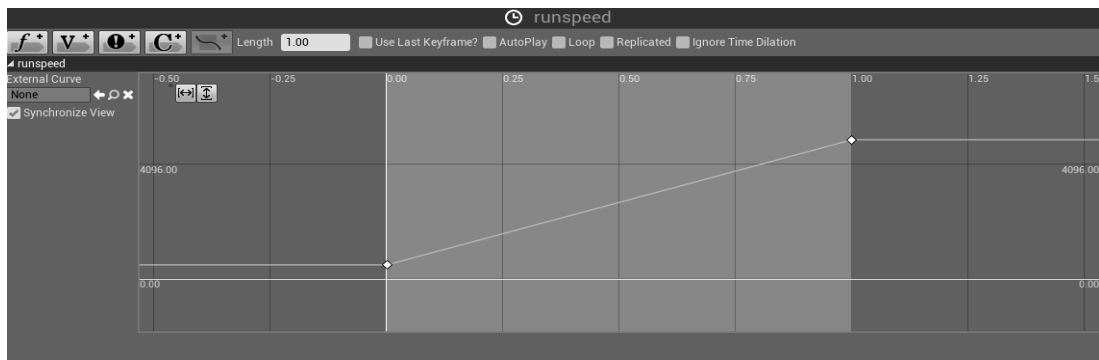 runspeed
f+ V+ !+ C+ Length 1.00 Use Last Keyframe? AutoPlay Loop Replicated Ignore Time Dilation
runspeed
External Curve
None
Synchronize View
-0.50 -0.25 0.00 0.25 0.50 0.75 1.00 1.25 1.5
4096.00 4096.00
0.00 0.00